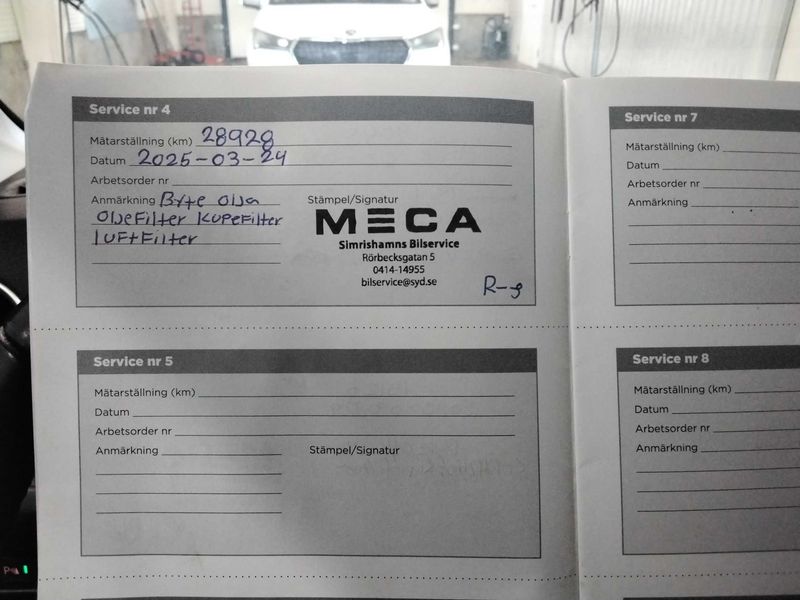 Service nr 4
Mätarställning (km) 28928
Datum 2025-03-24
Arbetsorder nr
Anmärkning Byte Olja
OljeFilter KupeFilter
luftFilter
Stämpel/Signatur
MECA
Simrishamns Bilservice
Rörbecksgatan 5
0414-14955
bilservice@syd.se
Service nr 5
Mätarställning (km)
Datum
Arbetsorder nr
Anmärkning
Stämpel/Signatur
Service nr 7
Mätarställning (km)
Datum
Arbetsorder nr
Anmärkning
Service nr 8
Mätarställning (km)
Datum
Arbetsorder nr
Anmärkning